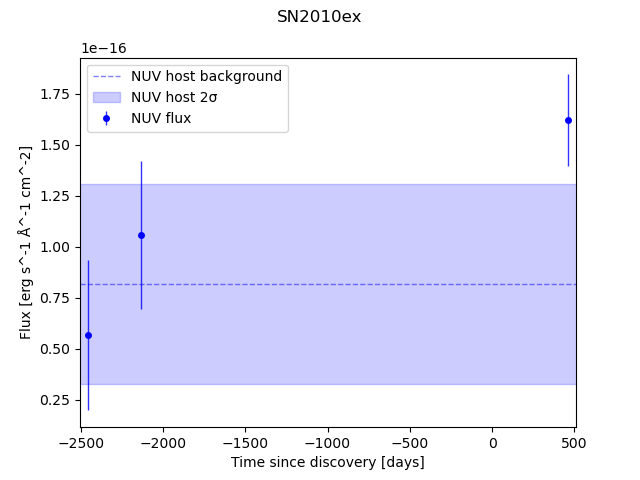 SN2010ex
1e−16
NUV host background
NUV host 2σ
NUV flux
1.75
1.50
1.25
1.00
0.75
0.50
0.25
Flux [erg s^-1 Å^-1 cm^-2]
−2500 −2000 −1500 −1000 −500 0 500
Time since discovery [days]